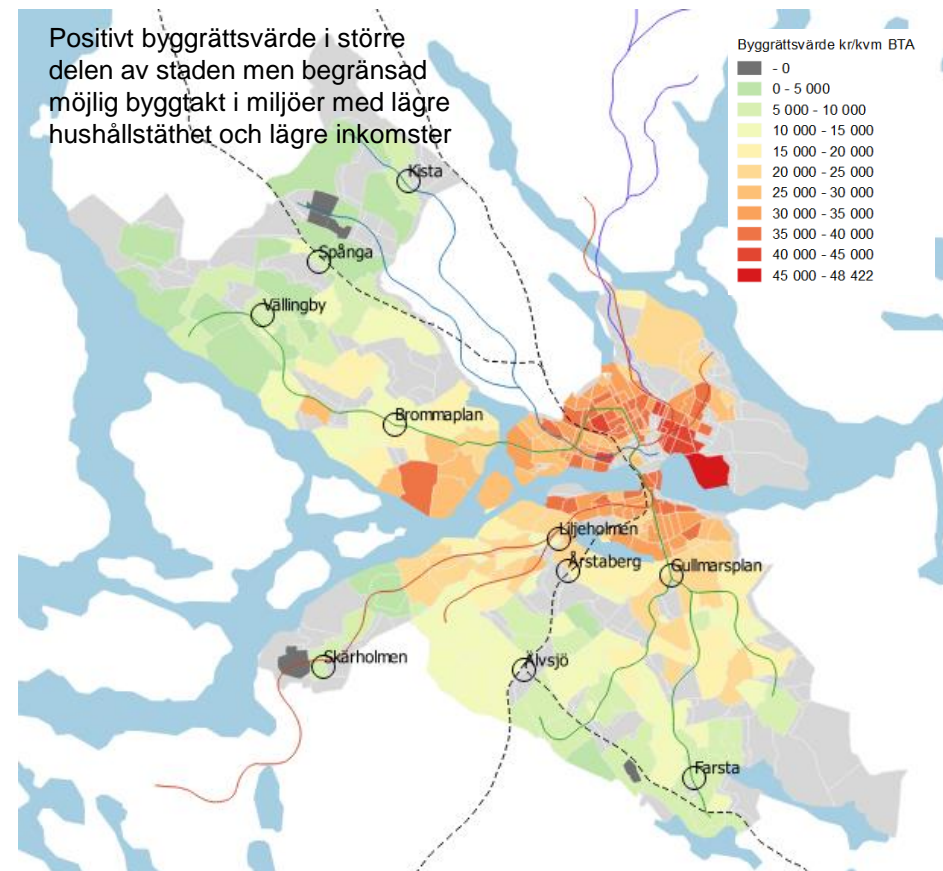 Positivt byggrättsvärde i större
delen av staden men begränsad
möjlig byggtakt i miljöer med lägre
hushållstäthet och lägre inkomster
Byggrättsvärde kr/kvm BTA
- 0
0 - 5 000
5 000 - 10 000
10 000 - 15 000
15 000 - 20 000
20 000 - 25 000
25 000 - 30 000
30 000 - 35 000
35 000 - 40 000
40 000 - 45 000
45 000 - 48 422
Kista
Spånga
Vällingby
Brommaplan
Liljeholmen
Årstaberg
Gullmarsplan
Skärholmen
Älvsjö
Farsta